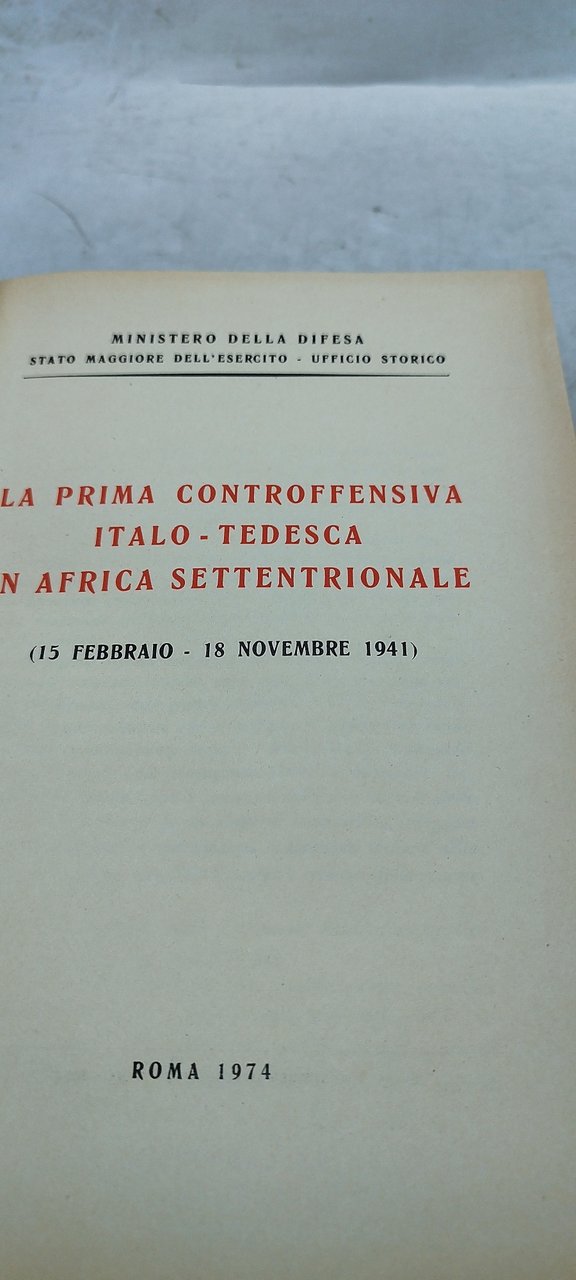 MINISTERO DELLA DIFESA
STATO MAGGIORE DELL'ESERCITO - UFFICIO STORICO
LA PRIMA CONTROFFENSIVA
ITALO - TEDESCA
N AFRICA SETTENTRIONALE
(15 FEBBRAIO - 18 NOVEMBRE 1941)
ROMA 1974